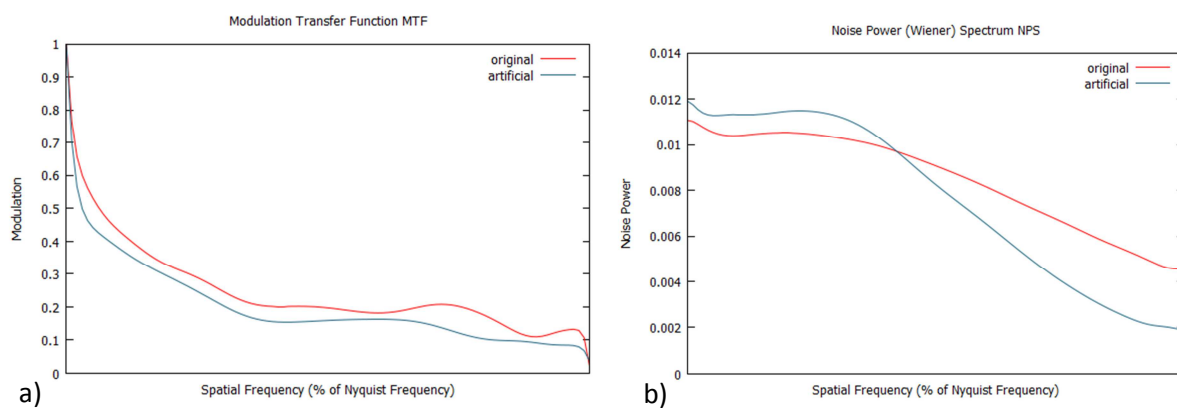 Modulation Transfer Function MTF
original
artificial
1
0.9
0.8
0.7
0.6
0.5
0.4
0.3
0.2
0.1
0
Modulation
Spatial Frequency (% of Nyquist Frequency)
a)
Noise Power (Wiener) Spectrum NPS
original
artificial
0.014
0.012
0.01
0.008
0.006
0.004
0.002
0
Noise Power
Spatial Frequency (% of Nyquist Frequency)
b)